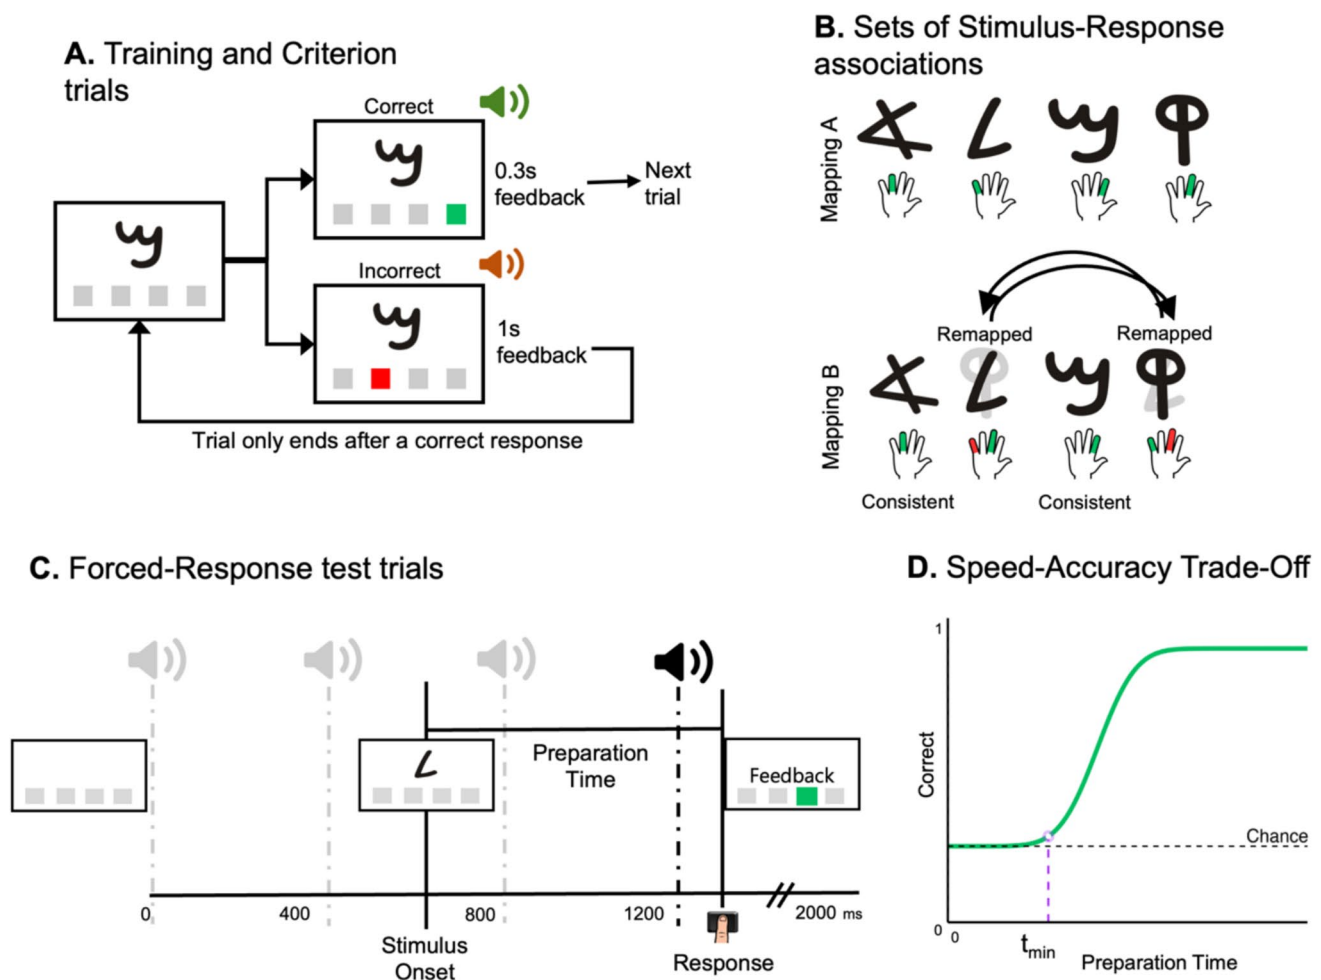 A. Training and Criterion
trials
Correct
0.3s
feedback
Next
trial
Incorrect
1s
feedback
Trial only ends after a correct response
B. Sets of Stimulus-Response
associations
Mapping A
Remapped
Remapped
Mapping B
Consistent
Consistent
C. Forced-Response test trials
Preparation
Time
Feedback
0
400
800
1200
2000 ms
Stimulus
Onset
Response
D. Speed-Accuracy Trade-Off
1
Correct
Chance
0
0
tmin
Preparation Time